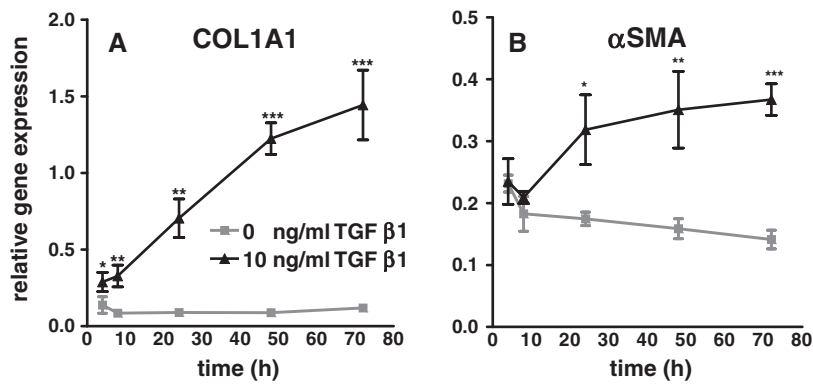 A
COL1A1
relative gene expression
2.0
1.5
1.0
0.5
0.0
*
**
**
***
***
0 ng/ml TGF β1
10 ng/ml TGF β1
0 10 20 30 40 50 60 70 80
time (h)
B
αSMA
0.5
0.4
0.3
0.2
0.1
0.0
*
**
***
0 10 20 30 40 50 60 70 80
time (h)